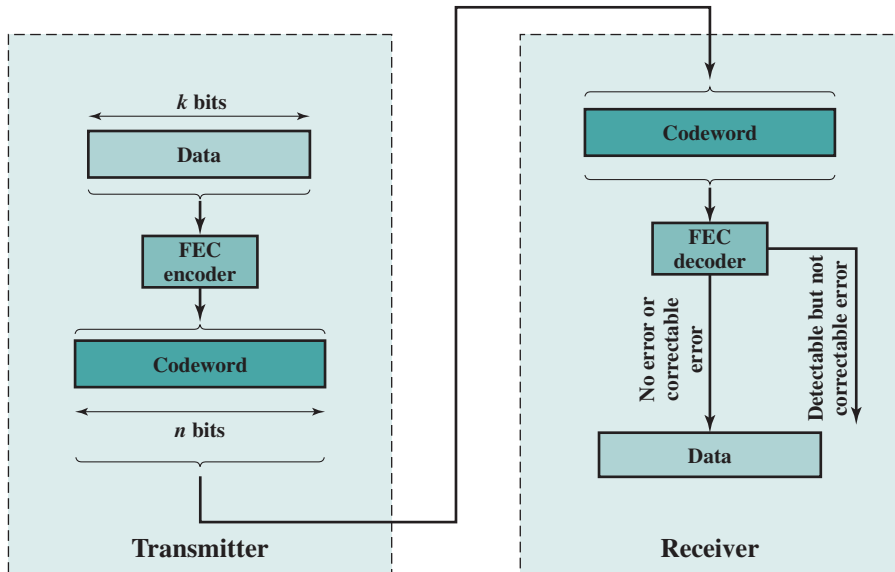 k bits
Data
FEC
encoder
Codeword
n bits
Transmitter
Codeword
FEC
decoder
No error or
correctable
error
Detectable but not
correctable error
Data
Receiver